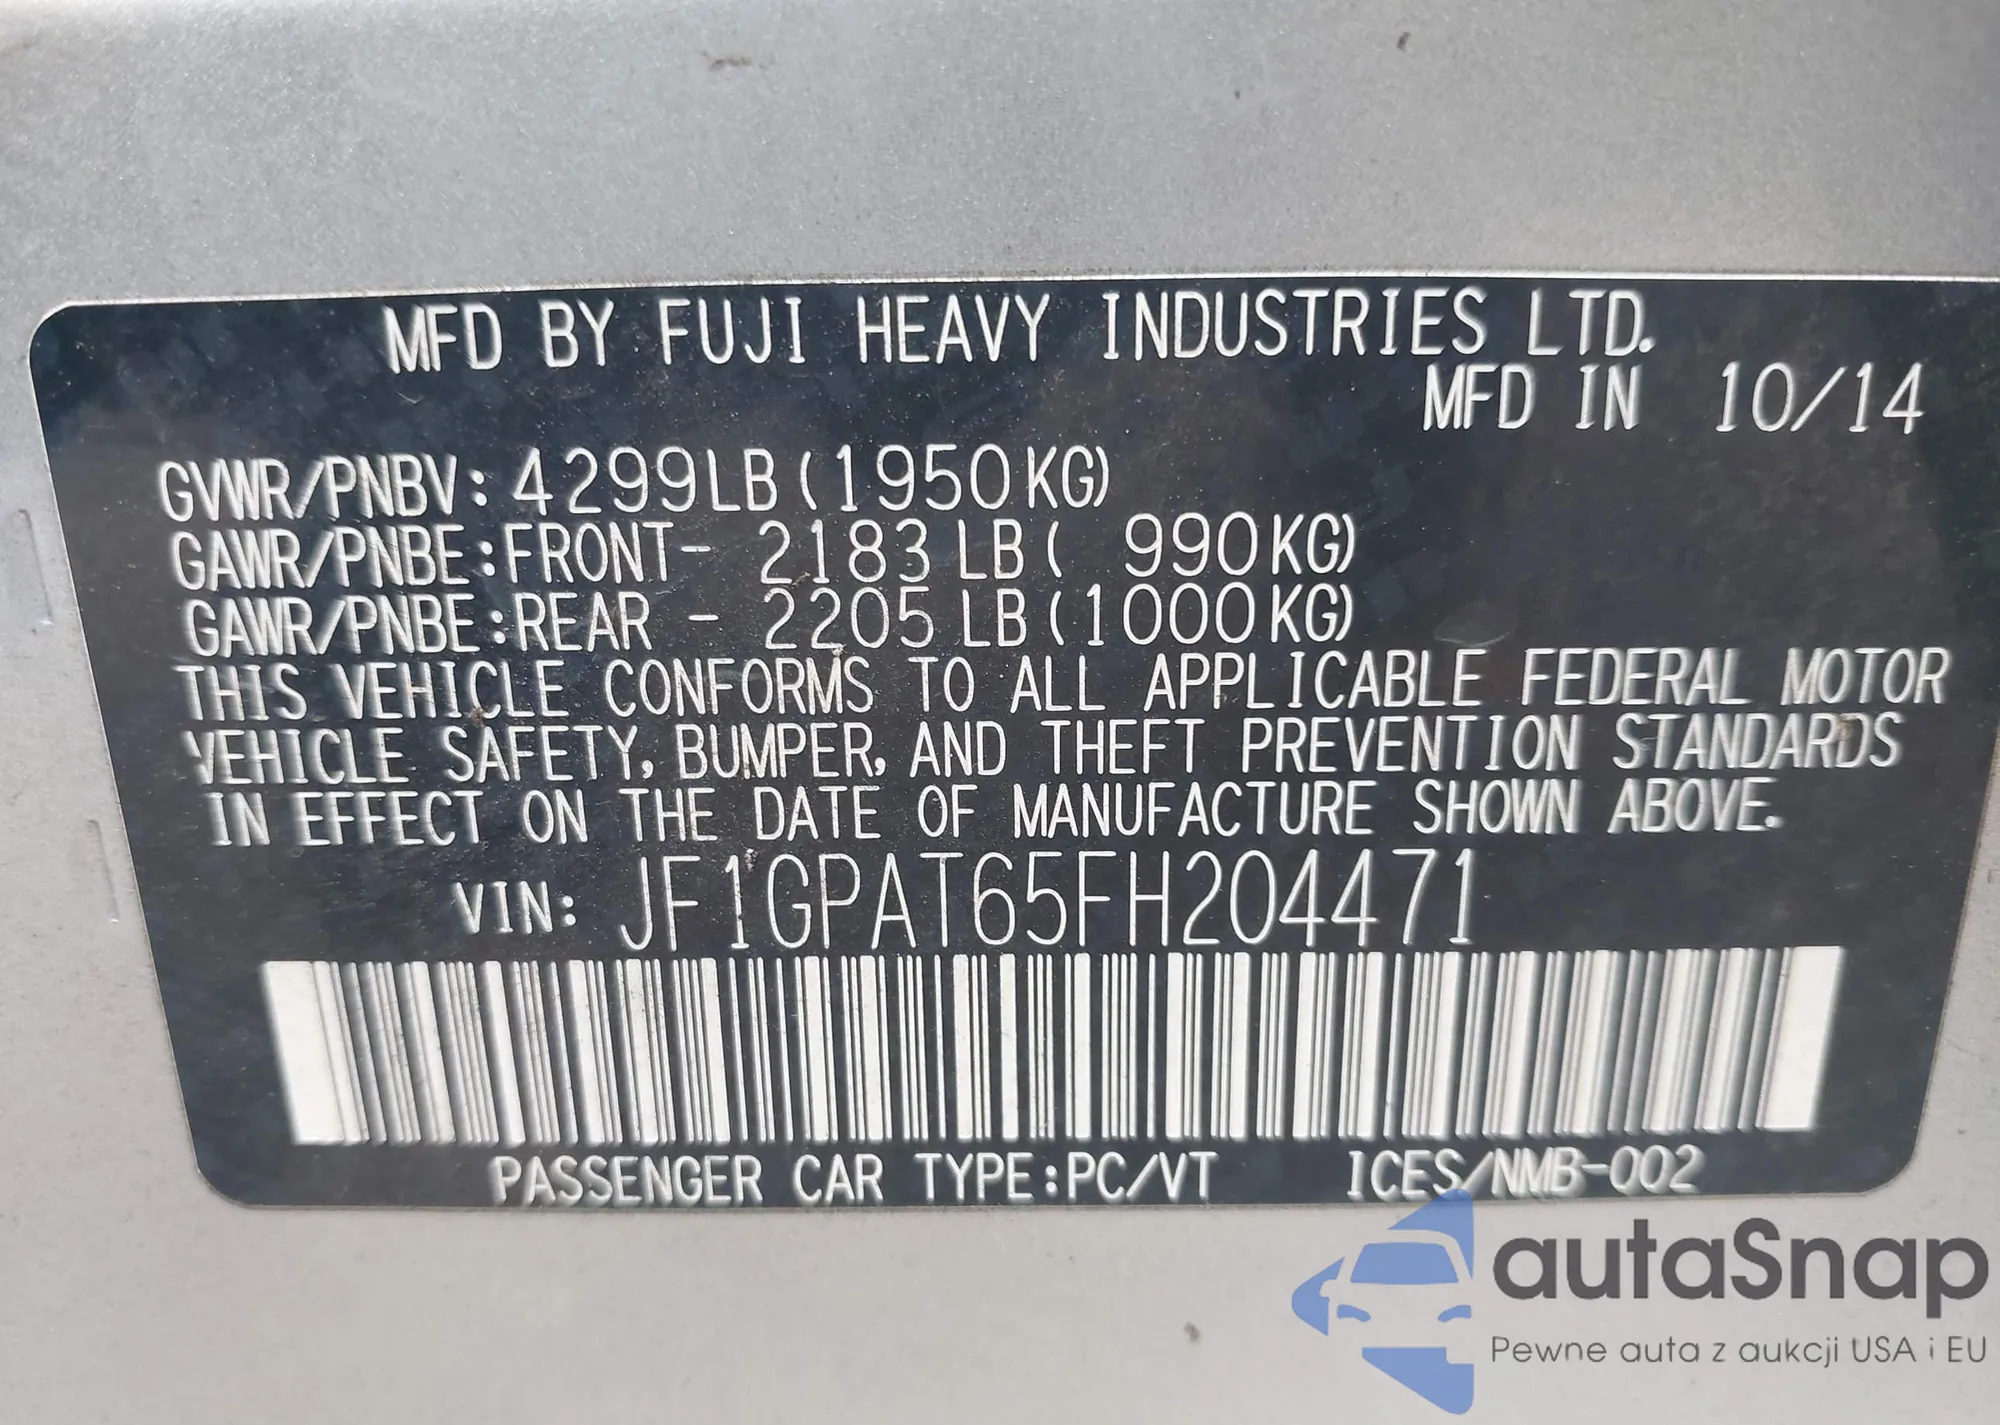 MFD BY FUJI HEAVY INDUSTRIES LTD.
MFD IN 10/14
GVWR/PNBV: 4299LB (1950KG)
GAWR/PNBE:FRONT- 2183 LB ( 990KG)
GAWR/PNBE:REAR - 2205 LB (1000KG)
THIS VEHICLE CONFORMS TO ALL APPLICABLE FEDERAL MOTOR
VEHICLE SAFETY, BUMPER, AND THEFT PREVENTION STANDARDS
IN EFFECT ON THE DATE OF MANUFACTURE SHOWN ABOVE.
VIN: JF1GPAT65FH204471
PASSENGER CAR TYPE:PC/VT ICES/NMB-002
autaSnap
Pewne auta z aukcji USA i EU